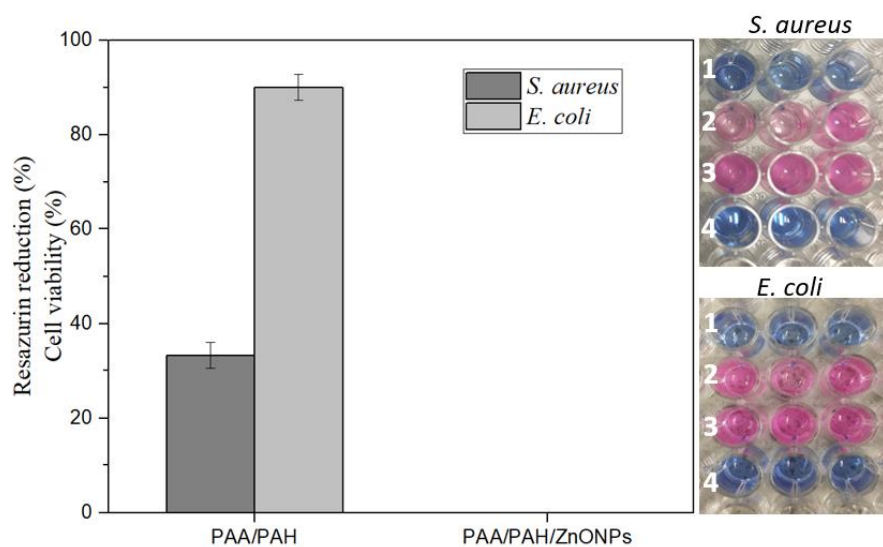 Resazurin reduction (%)
Cell viability (%)
100
80
60
40
20
0
S. aureus
E. coli
PAA/PAH
PAA/PAH/ZnONPs
S. aureus
1
2
3
4
E. coli
1
2
3
4